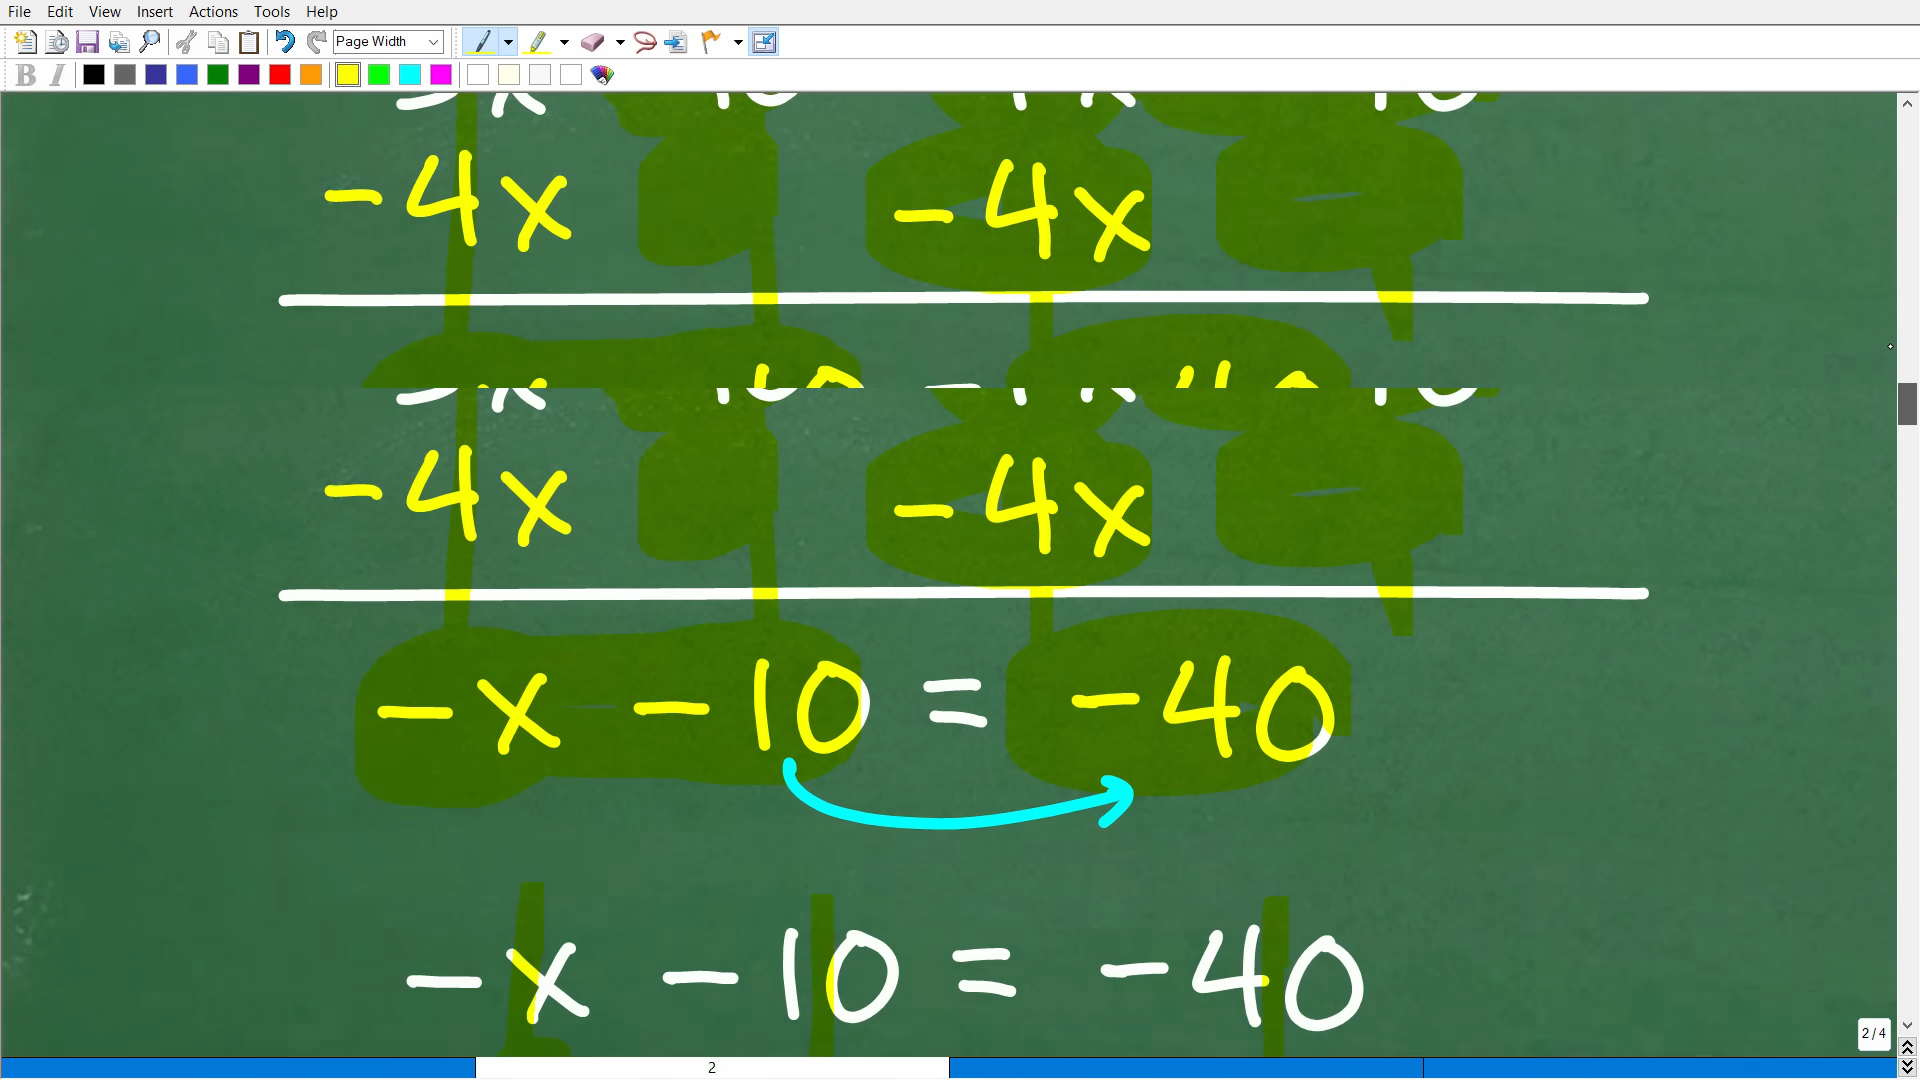 File Edit View Insert Actions Tools Help
Page Width
B I
-4x -4x
-4x -4x
-x - 10 = -40
-x - 10 = -40
2 / 4
2